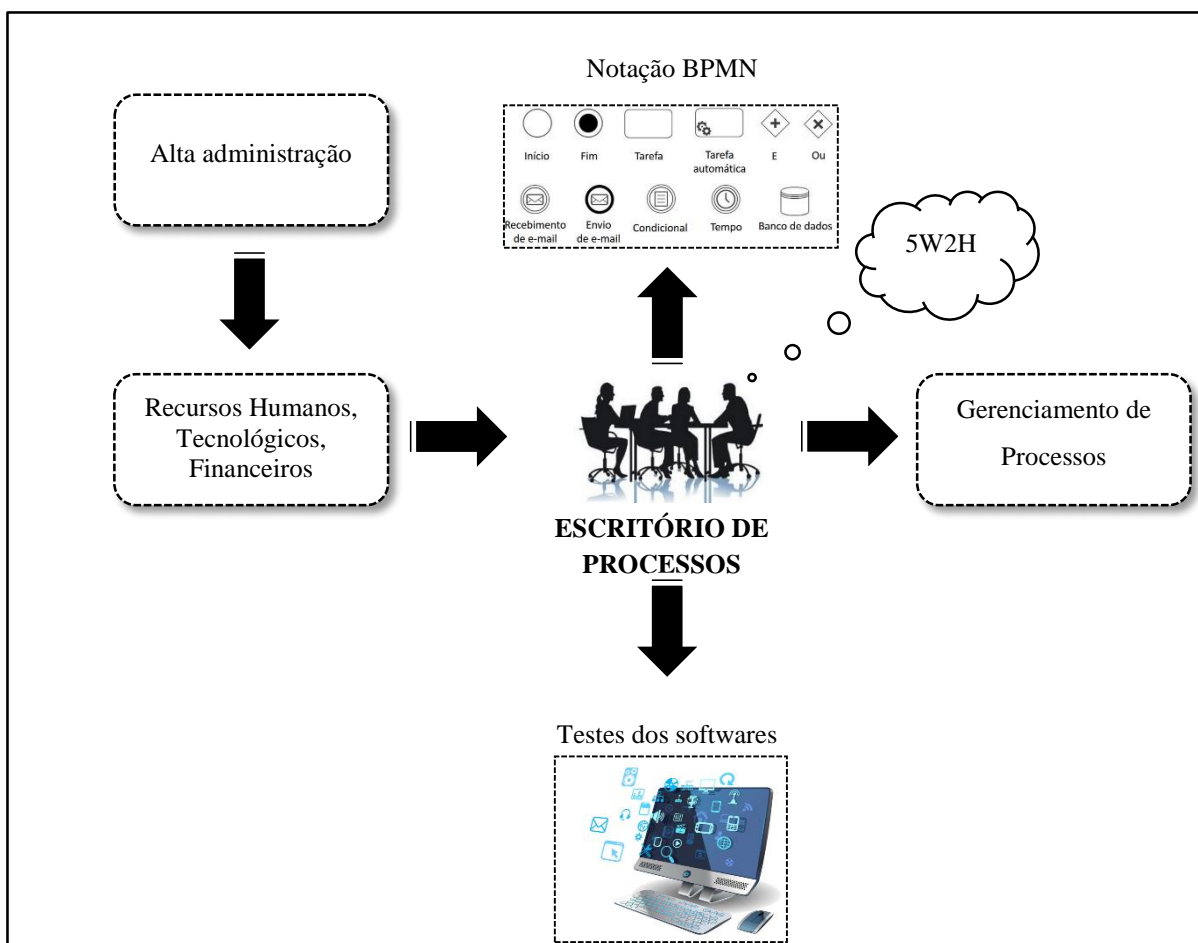 Notação BPMN
Alta administração
Início Fim Tarefa Tarefa automática E Ou
Recebimento de e-mail Envio de e-mail Condicional Tempo Banco de dados
5W2H
Recursos Humanos,
Tecnológicos,
Financeiros
Gerenciamento de
Processos
ESCRITÓRIO DE
PROCESSOS
Testes dos softwares